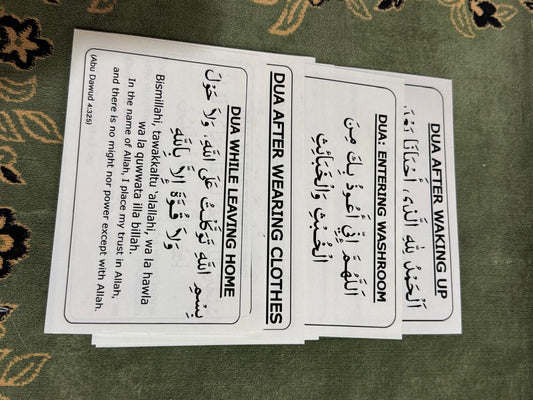 DUA AFTER WAKING UP
اَلْحَمْدُ لِلّٰهِ الَّذِي أَحْيَانَا
DUA: ENTERING WASHROOM
اَللّٰهُمَّ إِنِّي أَعُوذُ بِكَ مِنَ
الْخُبْثِ وَالْخَبَائِثِ
DUA AFTER WEARING CLOTHES
DUA WHILE LEAVING HOME
بِسْمِ اللّٰهِ تَوَكَّلْتُ عَلَى اللّٰهِ، وَلَا حَوْلَ
وَلَا قُوَّةَ إِلَّا بِاللّٰهِ
Bismillahi, tawakkaltu 'alallahi, wa la hawla
wa la quwwata illa billah.
In the name of Allah, I place my trust in Allah,
and there is no might nor power except with Allah.
(Abu Dawud 4:325)